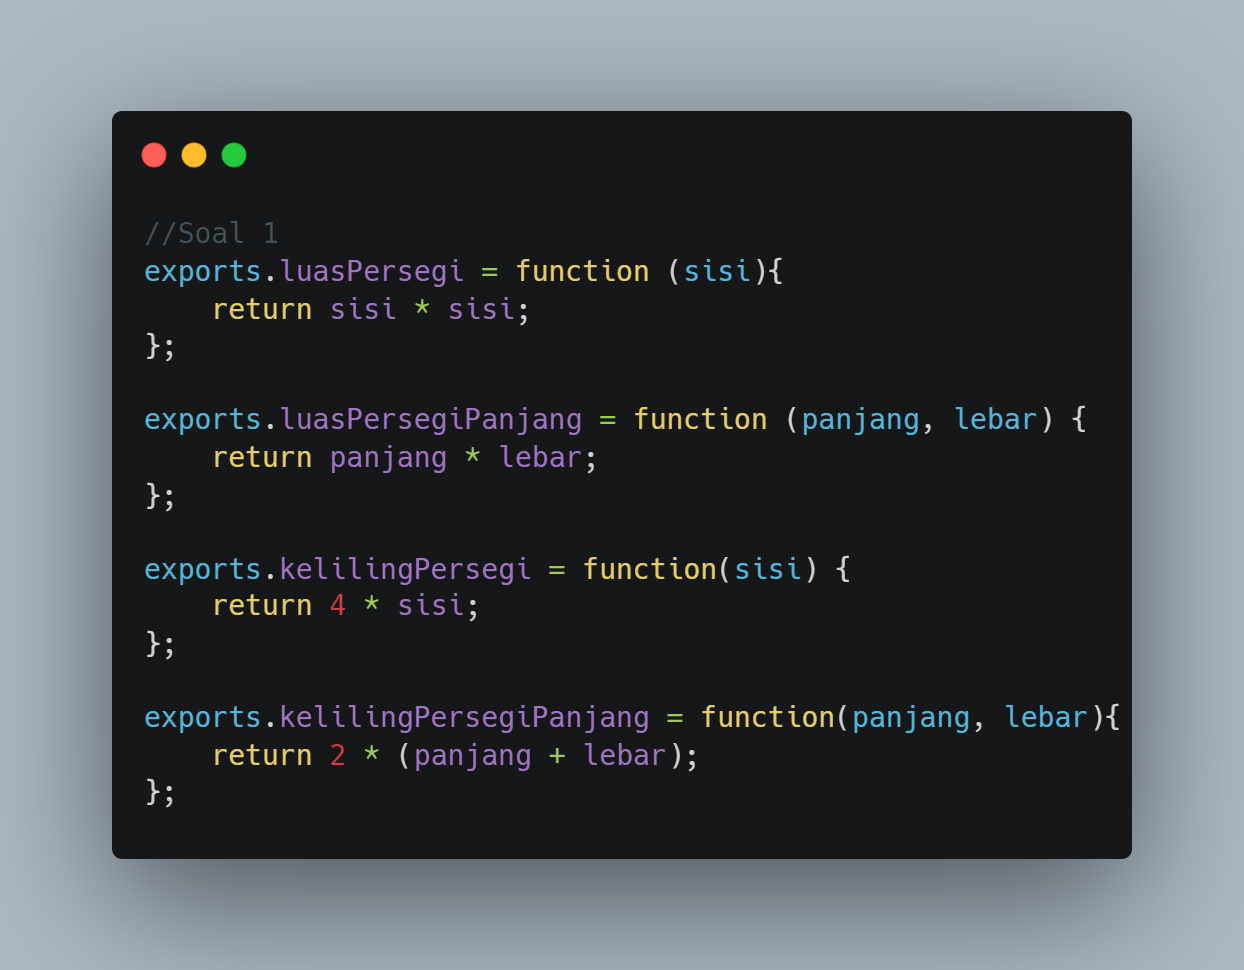 //Soal 1
exports.luasPersegi = function (sisi){
    return sisi * sisi;
};

exports.luasPersegiPanjang = function (panjang, lebar) {
    return panjang * lebar;
};

exports.kelilingPersegi = function(sisi) {
    return 4 * sisi;
};

exports.kelilingPersegiPanjang = function(panjang, lebar){
    return 2 * (panjang + lebar);
};